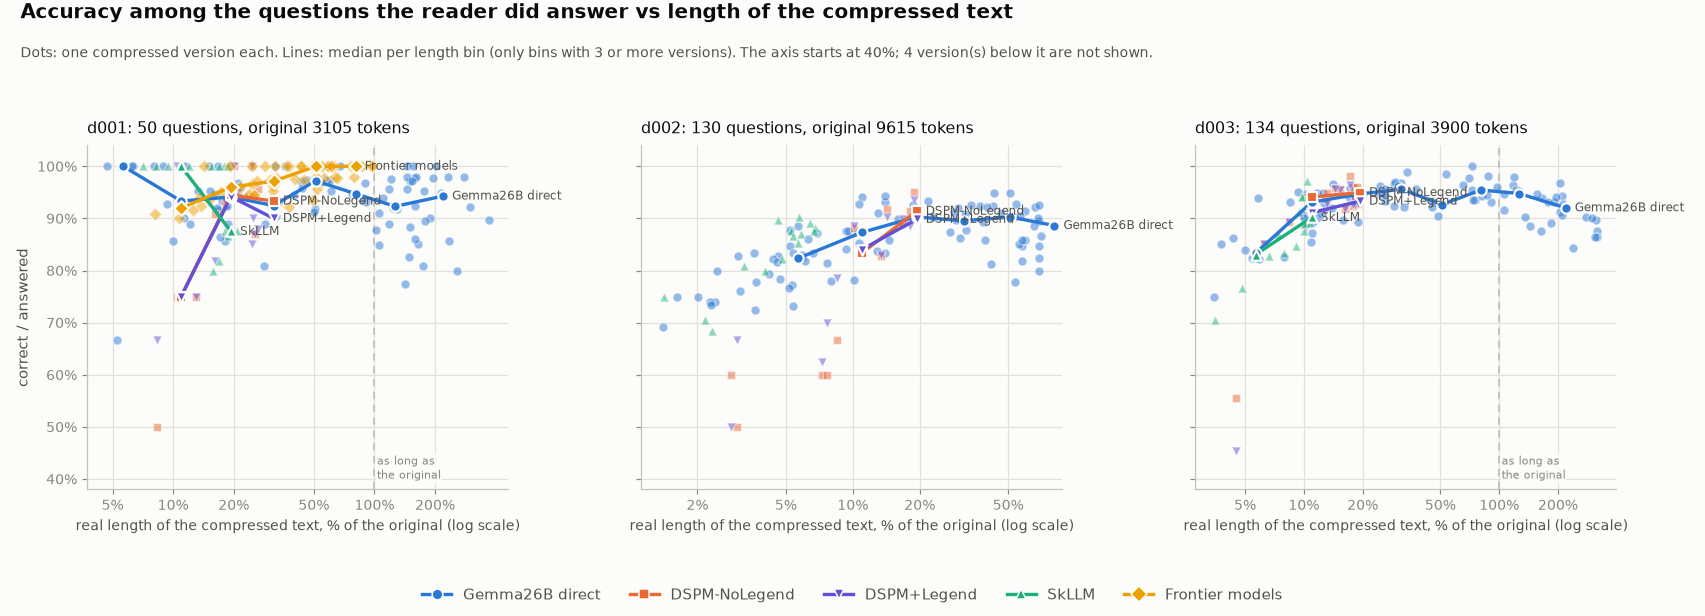 Accuracy among the questions the reader did answer vs length of the compressed text
Dots: one compressed version each. Lines: median per length bin (only bins with 3 or more versions). The axis starts at 40%; 4 version(s) below it are not shown.
d001: 50 questions, original 3105 tokens
100%
90%
80%
70%
60%
50%
40%
correct / answered
Frontier models
Gemma26B direct
DSPM-NoLegend
DSPM+Legend
SkLLM
as long as
the original
5% 10% 20% 50% 100% 200%
real length of the compressed text, % of the original (log scale)
d002: 130 questions, original 9615 tokens
DSPM-NoLegend
DSPM+Legend
Gemma26B direct
2% 5% 10% 20% 50%
real length of the compressed text, % of the original (log scale)
d003: 134 questions, original 3900 tokens
DSPM-NoLegend
DSPM+Legend
Gemma26B direct
SkLLM
as long as
the original
5% 10% 20% 50% 100% 200%
real length of the compressed text, % of the original (log scale)
Gemma26B direct DSPM-NoLegend DSPM+Legend SkLLM Frontier models